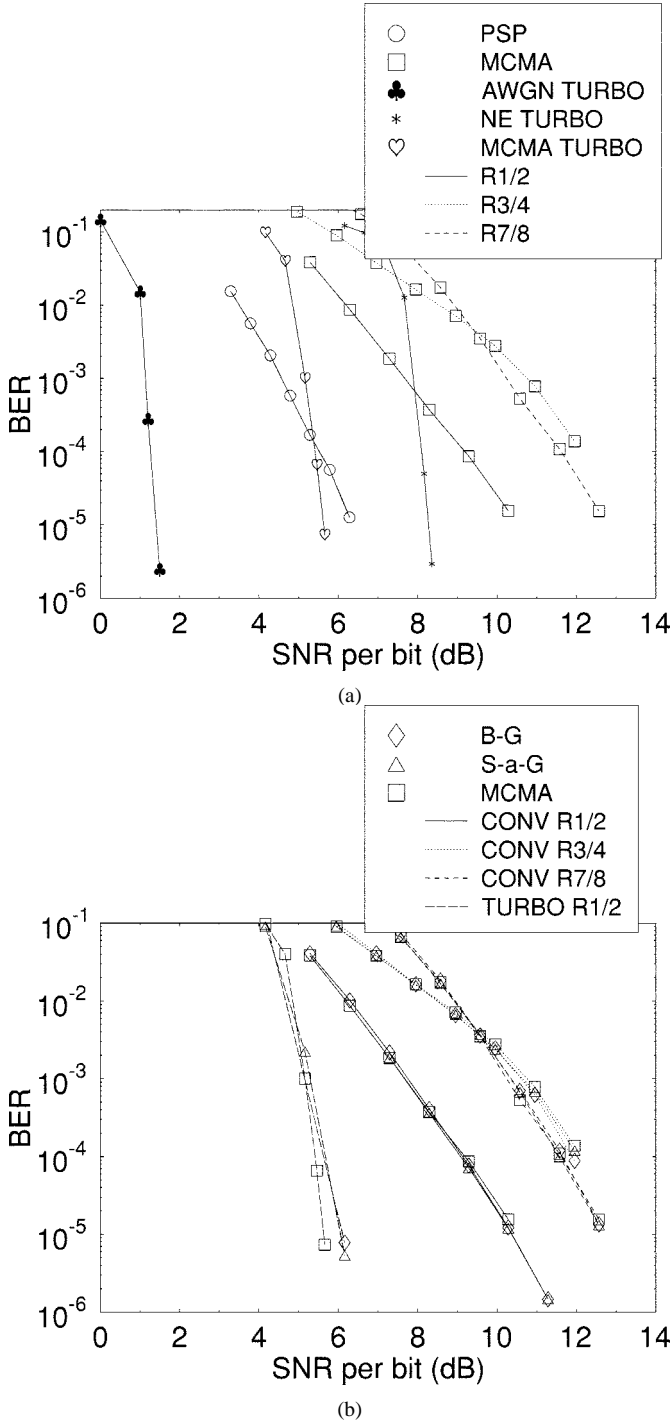 PSP
MCMA
AWGN TURBO
NE TURBO
MCMA TURBO
R1/2
R3/4
R7/8
10-1
10-2
10-3
10-4
10-5
10-6
BER
0 2 4 6 8 10 12 14
SNR per bit (dB)
(a)
B-G
S-a-G
MCMA
CONV R1/2
CONV R3/4
CONV R7/8
TURBO R1/2
10-1
10-2
10-3
10-4
10-5
10-6
BER
0 2 4 6 8 10 12 14
SNR per bit (dB)
(b)